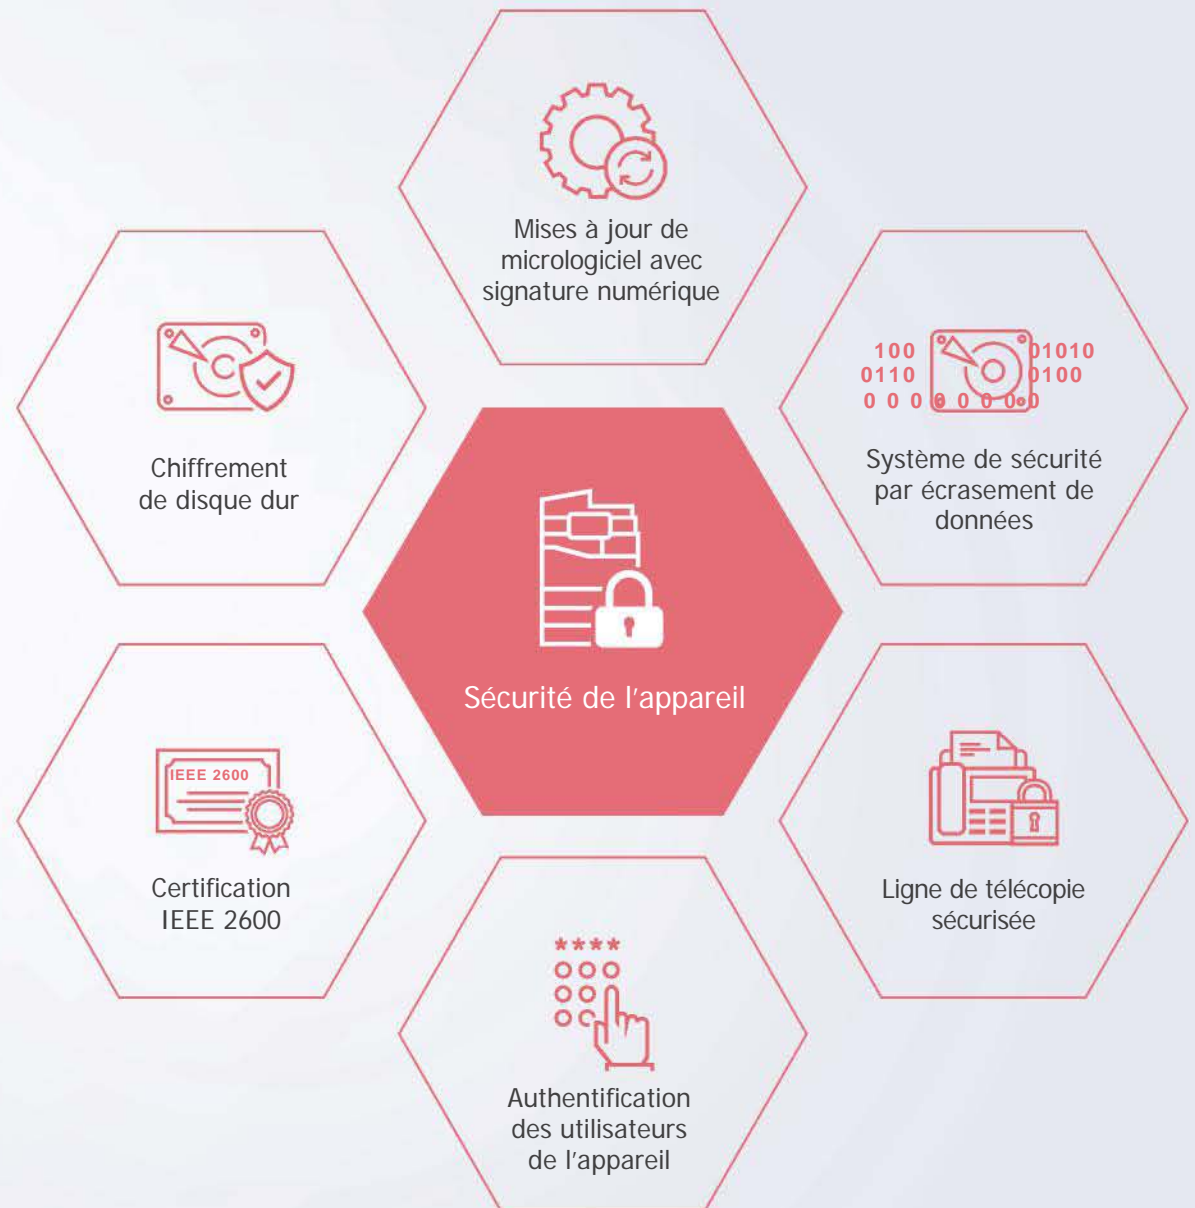 Mises à jour de
micrologiciel avec
signature numérique
Chiffrement
de disque dur
100 01010
0110 0100
0 0 0 0 0 0 0 0
Système de sécurité
par écrasement de
données
Sécurité de l'appareil
IEEE 2600
Certification
IEEE 2600
Ligne de télécopie
sécurisée
****
Authentification
des utilisateurs
de l'appareil